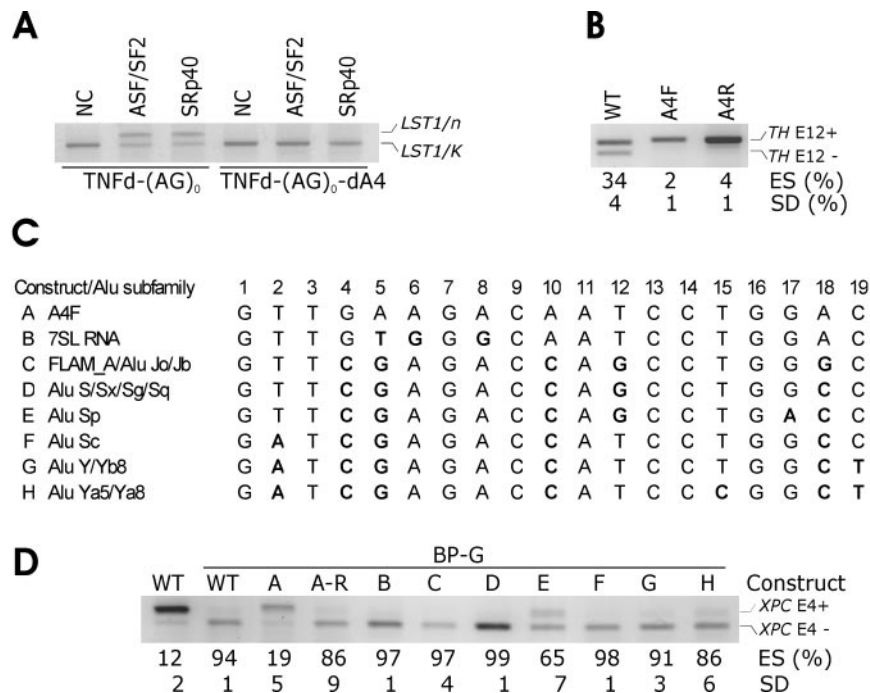 A
NC ASF/SF2 SRp40 NC ASF/SF2 SRp40
LST1/n
LST1/K
TNFd-(AG)0 TNFd-(AG)0-dA4
B
WT A4F A4R
TH E12+
TH E12 -
34 2 4 ES (%)
4 1 1 SD (%)
C
Construct/Alu subfamily 1 2 3 4 5 6 7 8 9 10 11 12 13 14 15 16 17 18 19
A A4F G T T G A A G A C A A T C C T G G A C
B 7SL RNA G T T G T G G G C A A T C C T G G A C
C FLAM_A/Alu Jo/Jb G T T C G A G A C C A G C C T G G G C
D Alu S/Sx/Sg/Sq G T T C G A G A C C A G C C T G G C C
E Alu Sp G T T C G A G A C C A G C C T G A C C
F Alu Sc G A T C G A G A C C A T C C T G G C C
G Alu Y/Yb8 G A T C G A G A C C A T C C T G G C T
H Alu Ya5/Ya8 G A T C G A G A C C A T C C C G G C T
D
BP-G
WT WT A A-R B C D E F G H Construct
XPC E4+
XPC E4 -
12 94 19 86 97 97 99 65 98 91 86 ES (%)
2 1 5 9 1 4 1 7 1 3 6 SD